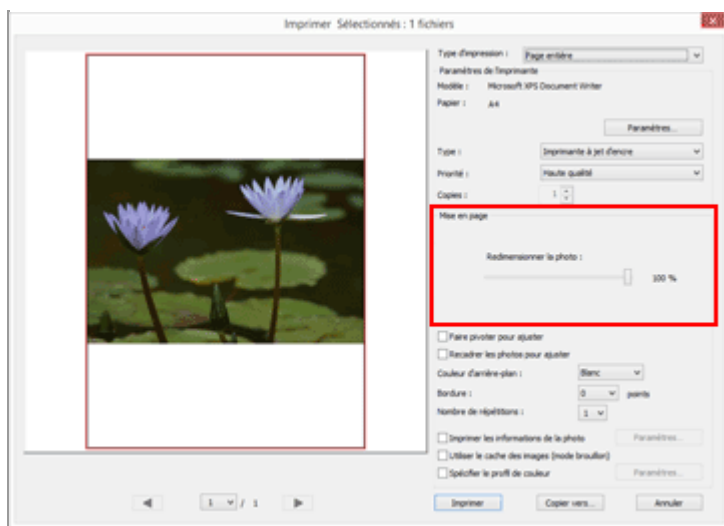 Imprimer Sélectionnés : 1 fichiers
Type d'impression : Page entière
Paramètres de l'imprimante
Modèle : Microsoft XPS Document Writer
Papier : A4
Paramètres...
Type : Imprimante à jet d'encre
Priorité : Haute qualité
Copies : 1
Mise en page
Redimensionner la photo :
100 %
Faire pivoter pour ajuster
Recadrer les photos pour ajuster
Couleur d'arrière-plan : Blanc
Bordure : 0 points
Nombre de répétitions : 1
Imprimer les informations de la photo Paramètres...
Utiliser le cache des images (mode brouillon)
Spécifier le profil de couleur Paramètres...
1 / 1
Imprimer Copier vers... Annuler